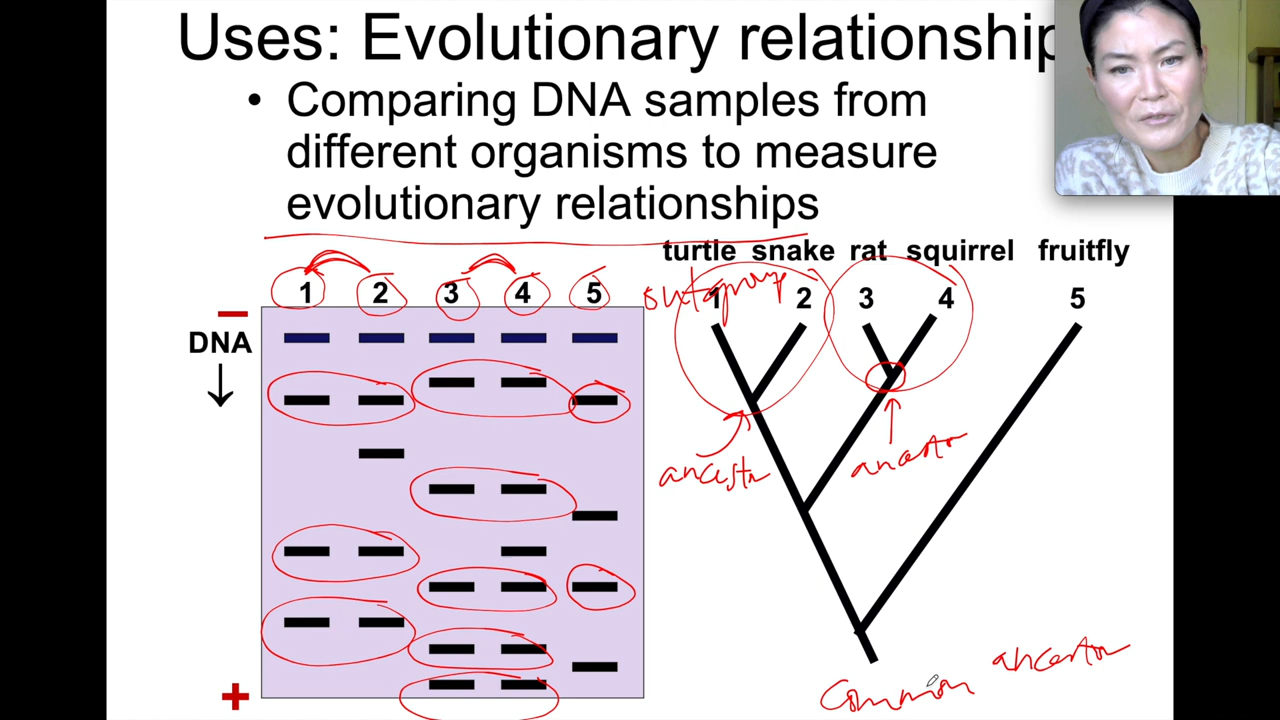 Uses: Evolutionary relationship
• Comparing DNA samples from
different organisms to measure
evolutionary relationships
turtle snake rat squirrel fruitfly
outgroup
1 2 3 4 5
1 2 3 4 5
DNA
ancestor
ancestor
common ancestor
−
+